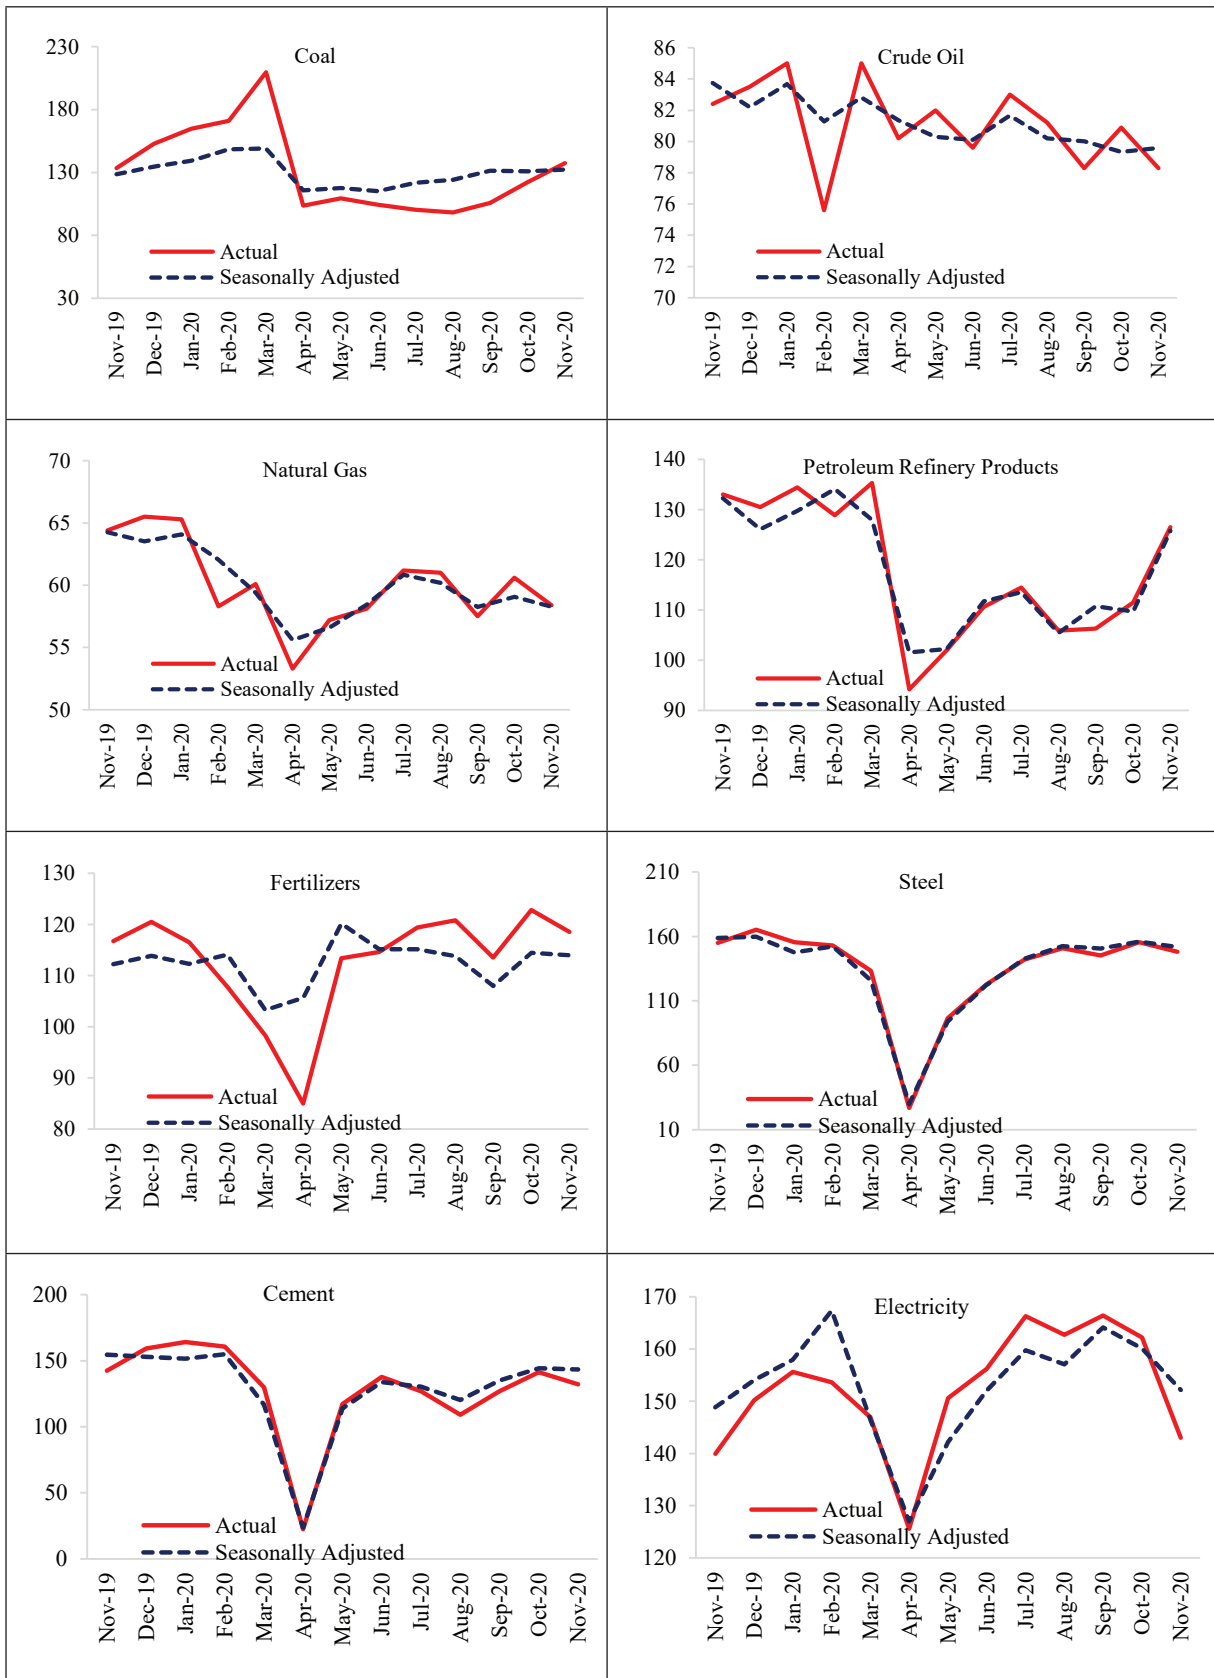 Coal
230
180
130
80
30
Actual
Seasonally Adjusted
Nov-19
Dec-19
Jan-20
Feb-20
Mar-20
Apr-20
May-20
Jun-20
Jul-20
Aug-20
Sep-20
Oct-20
Nov-20
Crude Oil
86
84
82
80
78
76
74
72
70
Actual
Seasonally Adjusted
Nov-19
Dec-19
Jan-20
Feb-20
Mar-20
Apr-20
May-20
Jun-20
Jul-20
Aug-20
Sep-20
Oct-20
Nov-20
Natural Gas
70
65
60
55
50
Actual
Seasonally Adjusted
Nov-19
Dec-19
Jan-20
Feb-20
Mar-20
Apr-20
May-20
Jun-20
Jul-20
Aug-20
Sep-20
Oct-20
Nov-20
Petroleum Refinery Products
140
130
120
110
100
90
Actual
Seasonally Adjusted
Nov-19
Dec-19
Jan-20
Feb-20
Mar-20
Apr-20
May-20
Jun-20
Jul-20
Aug-20
Sep-20
Oct-20
Nov-20
Fertilizers
130
120
110
100
90
80
Actual
Seasonally Adjusted
Nov-19
Dec-19
Jan-20
Feb-20
Mar-20
Apr-20
May-20
Jun-20
Jul-20
Aug-20
Sep-20
Oct-20
Nov-20
Steel
210
160
110
60
10
Actual
Seasonally Adjusted
Nov-19
Dec-19
Jan-20
Feb-20
Mar-20
Apr-20
May-20
Jun-20
Jul-20
Aug-20
Sep-20
Oct-20
Nov-20
Cement
200
150
100
50
0
Actual
Seasonally Adjusted
Nov-19
Dec-19
Jan-20
Feb-20
Mar-20
Apr-20
May-20
Jun-20
Jul-20
Aug-20
Sep-20
Oct-20
Nov-20
Electricity
170
160
150
140
130
120
Actual
Seasonally Adjusted
Nov-19
Dec-19
Jan-20
Feb-20
Mar-20
Apr-20
May-20
Jun-20
Jul-20
Aug-20
Sep-20
Oct-20
Nov-20